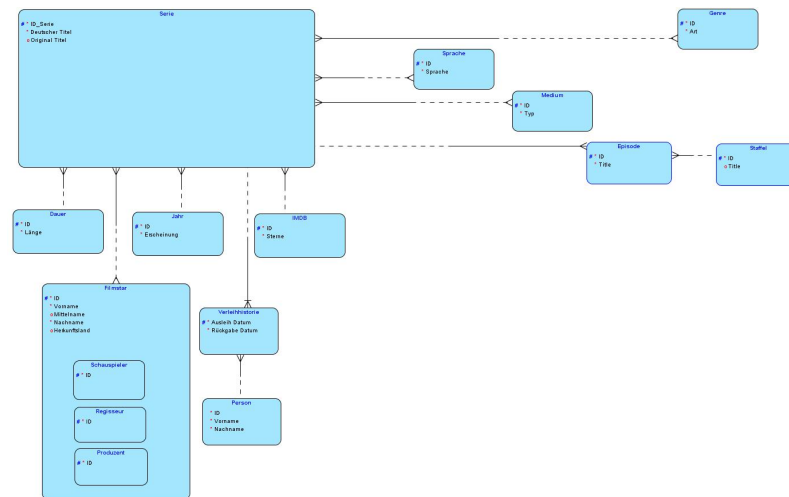 Serie
# * ID_Serie
* Deutscher Titel
o Original Titel
Genre
# * ID
* Art
Sprache
# * ID
* Sprache
Medium
# * ID
* Typ
Episode
# * ID
* Title
Staffel
# * ID
o Title
Dauer
# * ID
* Länge
Jahr
# * ID
* Erscheinung
IMDB
# * ID
* Sterne
Filmstar
# * ID
* Vorname
o Mittelname
* Nachname
o Herkunftsland
Schauspieler
# * ID
Regisseur
# * ID
Produzent
# * ID
Verleihhistorie
# * Ausleih Datum
* Rückgabe Datum
Person
* ID
* Vorname
* Nachname